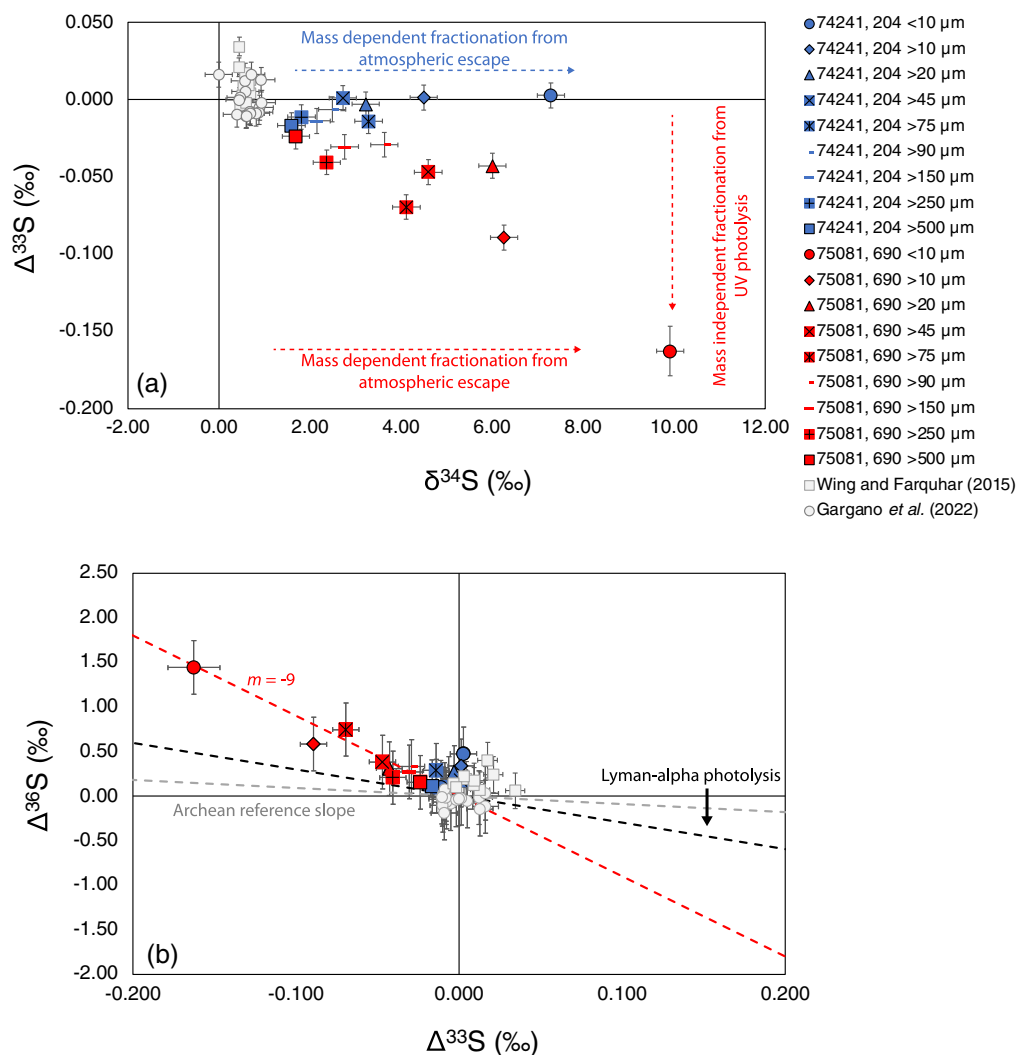 0.050
0.000
-0.050
-0.100
-0.150
-0.200
Δ³³S (‰)
Mass dependent fractionation from
atmospheric escape
Mass independent fractionation from
UV photolysis
Mass dependent fractionation from
atmospheric escape
(a)
-2.00 0.00 2.00 4.00 6.00 8.00 10.00 12.00
δ³⁴S (‰)
74241, 204 <10 μm
74241, 204 >10 μm
74241, 204 >20 μm
74241, 204 >45 μm
74241, 204 >75 μm
74241, 204 >90 μm
74241, 204 >150 μm
74241, 204 >250 μm
74241, 204 >500 μm
75081, 690 <10 μm
75081, 690 >10 μm
75081, 690 >20 μm
75081, 690 >45 μm
75081, 690 >75 μm
75081, 690 >90 μm
75081, 690 >150 μm
75081, 690 >250 μm
75081, 690 >500 μm
Wing and Farquhar (2015)
Gargano et al. (2022)
2.50
2.00
1.50
1.00
0.50
0.00
-0.50
-1.00
-1.50
-2.00
Δ³⁶S (‰)
m = -9
Lyman-alpha photolysis
Archean reference slope
(b)
-0.200 -0.100 0.000 0.100 0.200
Δ³³S (‰)